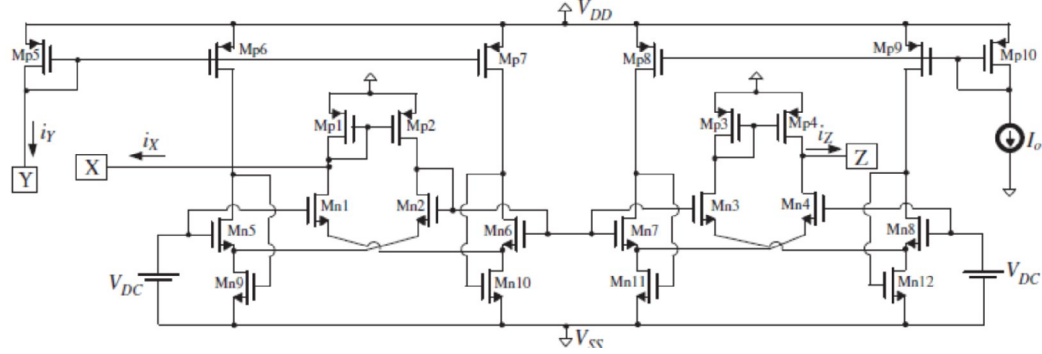 V_DD
Mp5 Mp6 Mp7 Mp8 Mp9 Mp10
Mp1 Mp2 Mp3 Mp4
i_Y i_X i_Z I_o
Y X Z
Mn1 Mn2 Mn3 Mn4
Mn5 Mn6 Mn7 Mn8
V_DC Mn9 Mn10 Mn11 Mn12 V_DC
V_SS